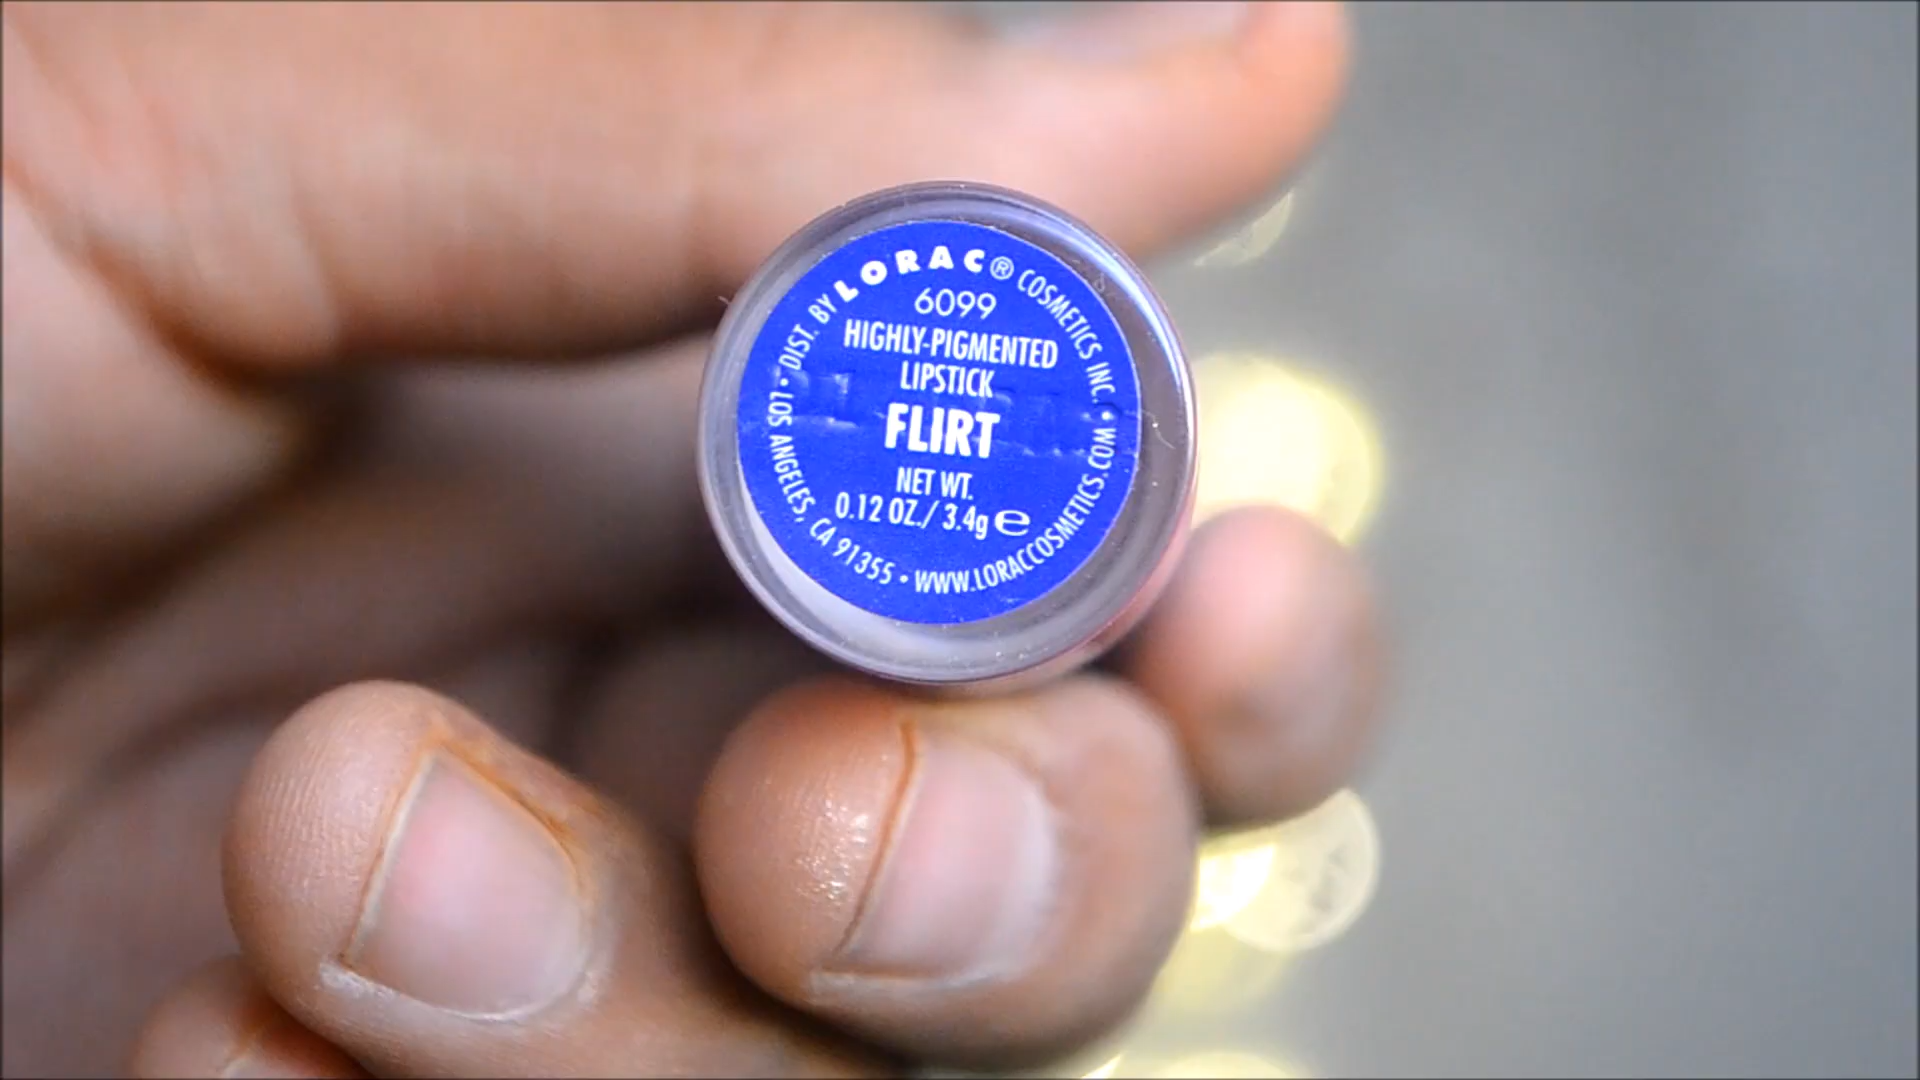 DIST. BY LORAC® COSMETICS INC. •
6099
HIGHLY-PIGMENTED
LIPSTICK
FLIRT
NET WT.
0.12 OZ./ 3.4g ℮
LOS ANGELES, CA 91355 • WWW.LORACCOSMETICS.COM •